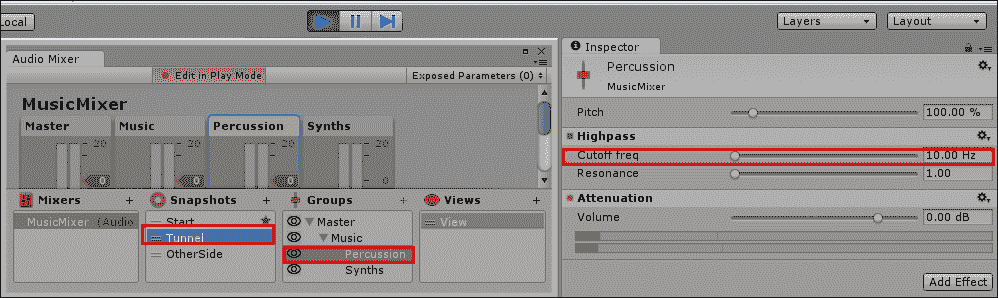 Local
Layers
Layout
Audio Mixer
Edit in Play Mode
Exposed Parameters (0)
MusicMixer
Master
Music
Percussion
Synths
20
20
20
20
0
0
0
0
Mixers +
Snapshots +
Groups +
Views +
MusicMixer (Audio
Start
Tunnel
OtherSide
Master
Music
Percussion
Synths
View
Inspector
Percussion
MusicMixer
Pitch 100.00 %
Highpass
Cutoff freq 10.00 Hz
Resonance 1.00
Attenuation
Volume 0.00 dB
Add Effect